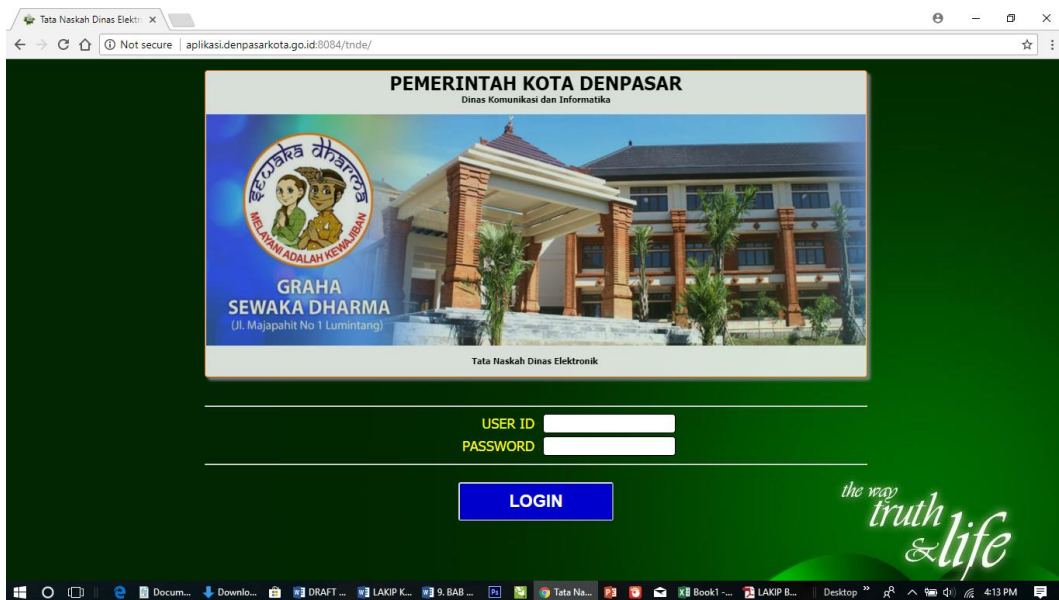 Tata Naskah Dinas Elektr
Not secure | aplikasi.denpasarkota.go.id:8084/tnde/
PEMERINTAH KOTA DENPASAR
Dinas Komunikasi dan Informatika
sewaka dharma
MELAYANI ADALAH KEWAJIBAN
GRAHA
SEWAKA DHARMA
(Jl. Majapahit No 1 Lumintang)
Tata Naskah Dinas Elektronik
USER ID
PASSWORD
LOGIN
the way
truth
&life
Docum... Downlo... DRAFT ... LAKIP K... 9. BAB ... Ps Tata Na... Book1 -... LAKIP B... Desktop » 4:13 PM